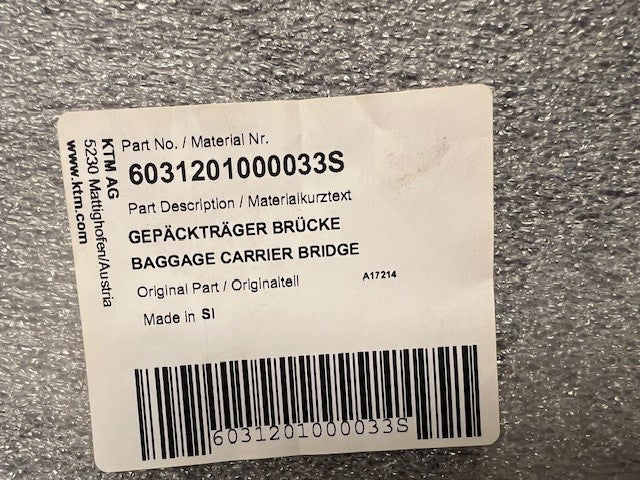 KTM AG
5230 Mattighofen/Austria
www.ktm.com
Part No. / Material Nr.
6031201000033S
Part Description / Materialkurztext
GEPÄCKTRÄGER BRÜCKE
BAGGAGE CARRIER BRIDGE
Original Part / Originalteil
A17214
Made in SI
6031201000033S